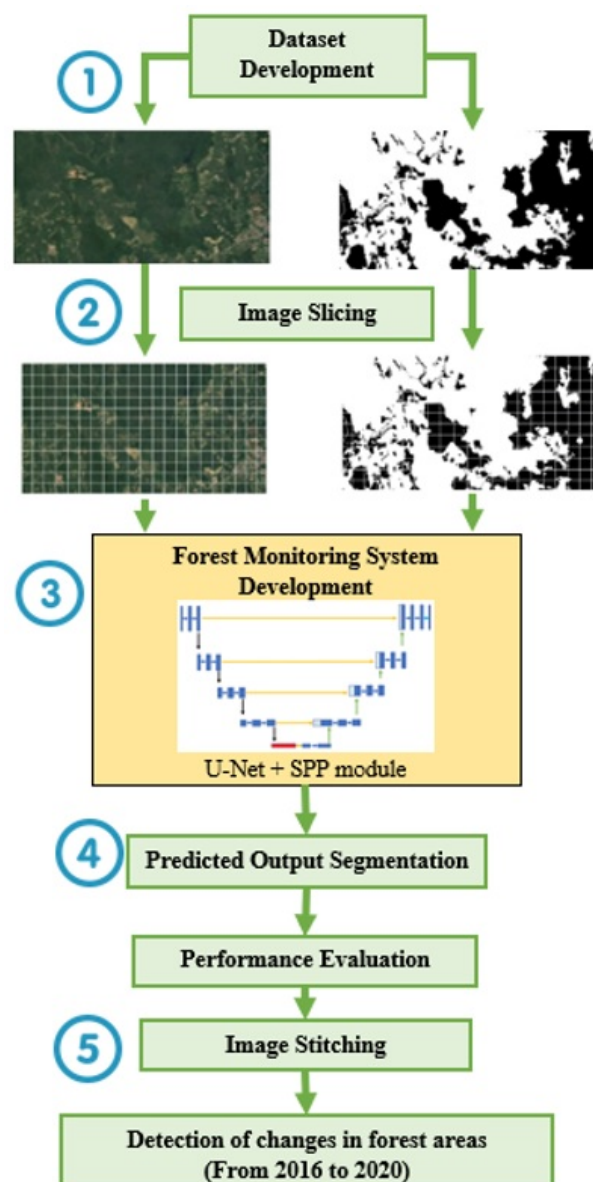 Dataset
Development
1
2
Image Slicing
3
Forest Monitoring System
Development
U-Net + SPP module
4
Predicted Output Segmentation
Performance Evaluation
5
Image Stitching
Detection of changes in forest areas
(From 2016 to 2020)